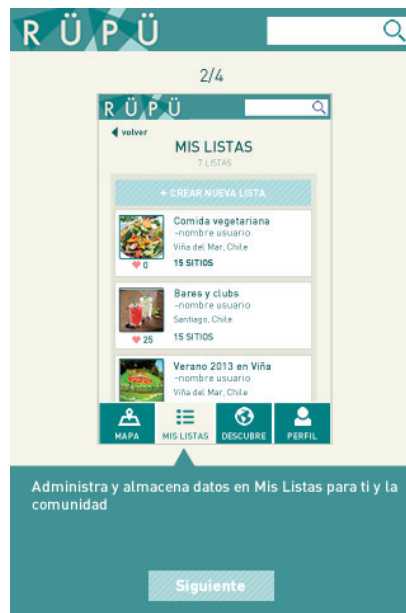 RÜPÜ
2/4
RÜPÜ
volver
MIS LISTAS
7 LISTAS
+ CREAR NUEVA LISTA
Comida vegetariana
-nombre usuario
Viña del Mar, Chile
0
15 SITIOS
Bares y clubs
-nombre usuario
Santiago, Chile
25
15 SITIOS
Verano 2013 en Viña
-nombre usuario
Viña del Mar, Chile
MAPA
MIS LISTAS
DESCUBRE
PERFIL
Administra y almacena datos en Mis Listas para ti y la
comunidad
Siguiente